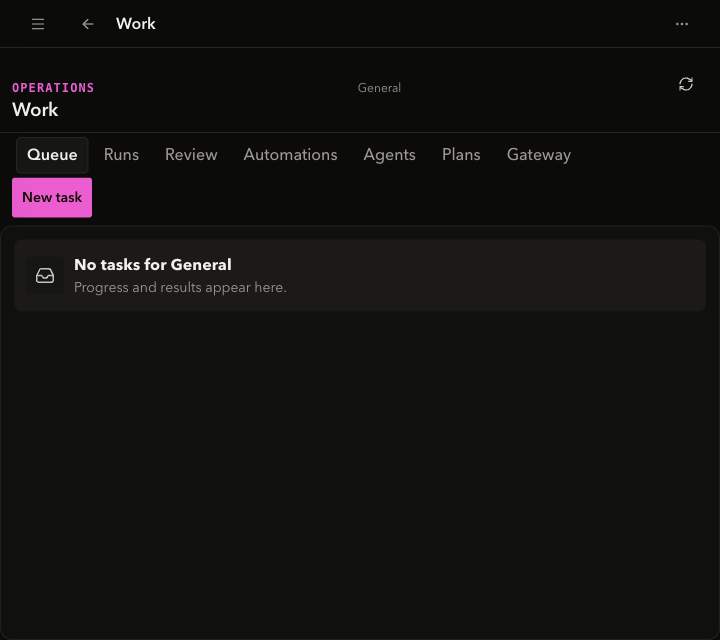 Work
OPERATIONS
General
Work
Queue Runs Review Automations Agents Plans Gateway
New task
No tasks for General
Progress and results appear here.